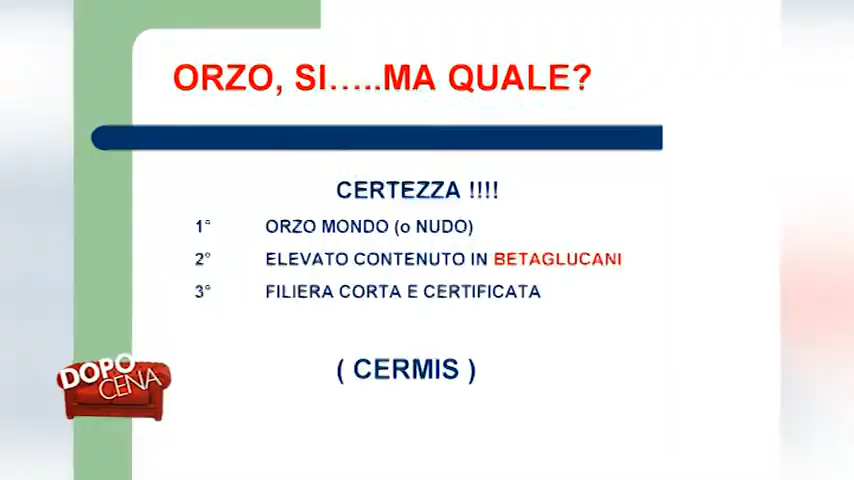 ORZO, SI…..MA QUALE?
CERTEZZA !!!!
1° ORZO MONDO (o NUDO)
2° ELEVATO CONTENUTO IN BETAGLUCANI
3° FILIERA CORTA E CERTIFICATA
( CERMIS )
DOPO
CENA